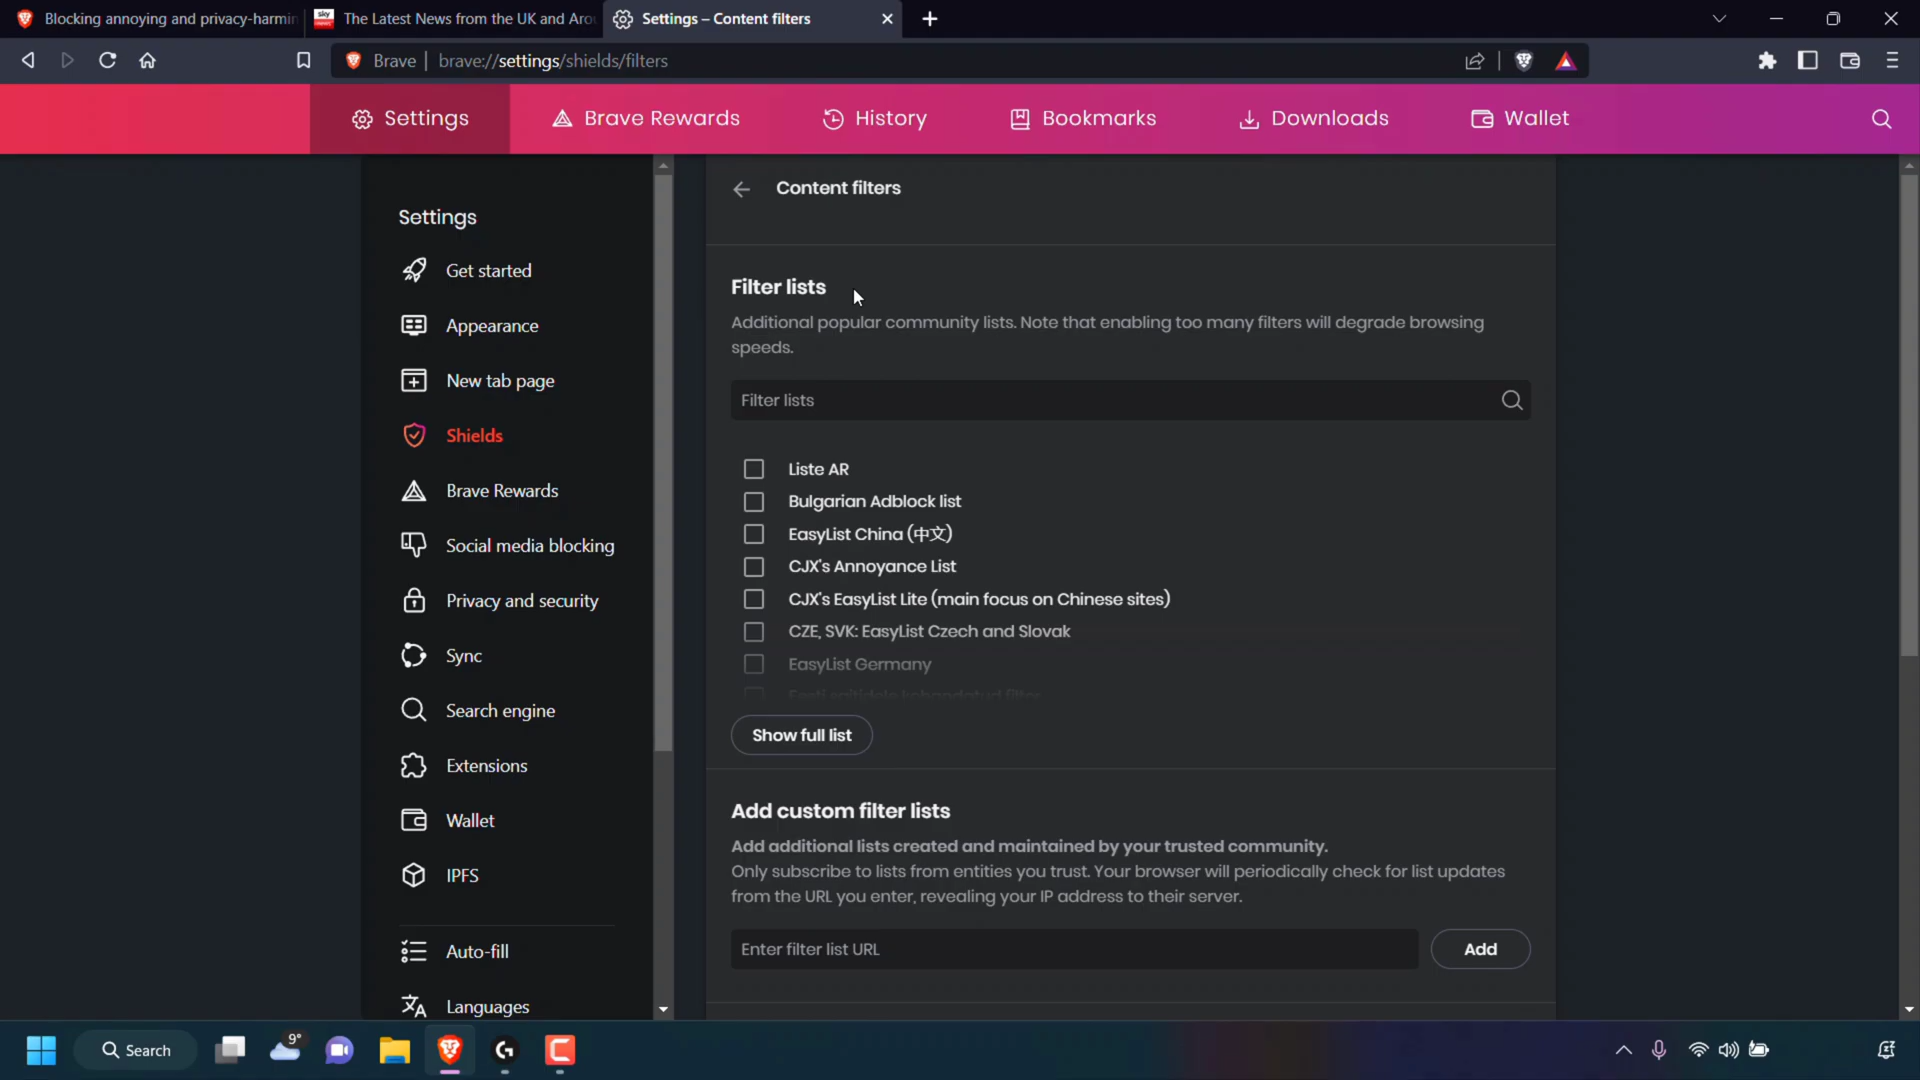 Blocking annoying and privacy-harmin
The Latest News from the UK and Aro
Settings – Content filters
Brave
brave://settings/shields/filters
Settings
Brave Rewards
History
Bookmarks
Downloads
Wallet
Settings
Get started
Appearance
New tab page
Shields
Brave Rewards
Social media blocking
Privacy and security
Sync
Search engine
Extensions
Wallet
IPFS
Auto-fill
Languages
Content filters
Filter lists
Additional popular community lists. Note that enabling too many filters will degrade browsing
speeds.
Filter lists
Liste AR
Bulgarian Adblock list
EasyList China (中文)
CJX's Annoyance List
CJX's EasyList Lite (main focus on Chinese sites)
CZE, SVK: EasyList Czech and Slovak
EasyList Germany
Show full list
Add custom filter lists
Add additional lists created and maintained by your trusted community.
Only subscribe to lists from entities you trust. Your browser will periodically check for list updates
from the URL you enter, revealing your IP address to their server.
Enter filter list URL
Add
Search
9°